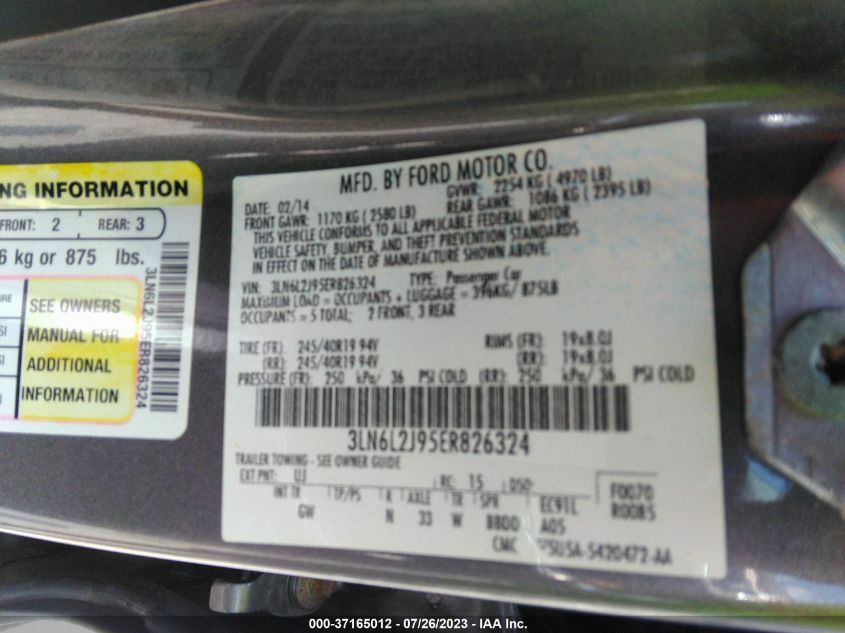 NG INFORMATION
FRONT: 2 REAR: 3
6 kg or 875 lbs.
SEE OWNERS
MANUAL FOR
ADDITIONAL
INFORMATION
3LN6L2J95ER826324
MFD. BY FORD MOTOR CO.
DATE: 02/14 GVWR: 2254 KG ( 4970 LB)
FRONT GAWR: 1170 KG ( 2580 LB) REAR GAWR: 1086 KG ( 2395 LB)
THIS VEHICLE CONFORMS TO ALL APPLICABLE FEDERAL MOTOR
VEHICLE SAFETY, BUMPER, AND THEFT PREVENTION STANDARDS
IN EFFECT ON THE DATE OF MANUFACTURE SHOWN ABOVE.
VIN: 3LN6L2J95ER826324 TYPE: Passenger Car
MAXIMUM LOAD = OCCUPANTS + LUGGAGE = 396KG/ 875LB
OCCUPANTS = 5 TOTAL; 2 FRONT, 3 REAR
TIRE (FR): 245/40R19 94V RIMS (FR): 19x8.0J
(RR): 245/40R19 94V (RR): 19x8.0J
PRESSURE (FR): 250 kPa/ 36 PSI COLD (RR): 250 kPa/ 36 PSI COLD
3LN6L2J95ER826324
TRAILER TOWING - SEE OWNER GUIDE
EXT PNT: UJ RC: 15 DSO: F0070
INT TR TP/PS R AXLE TR SPR EC91L R0085
GW N 33 W BBDD A05
CMC 5U5A-5420472-AA
000-37165012 - 07/26/2023 - IAA Inc.